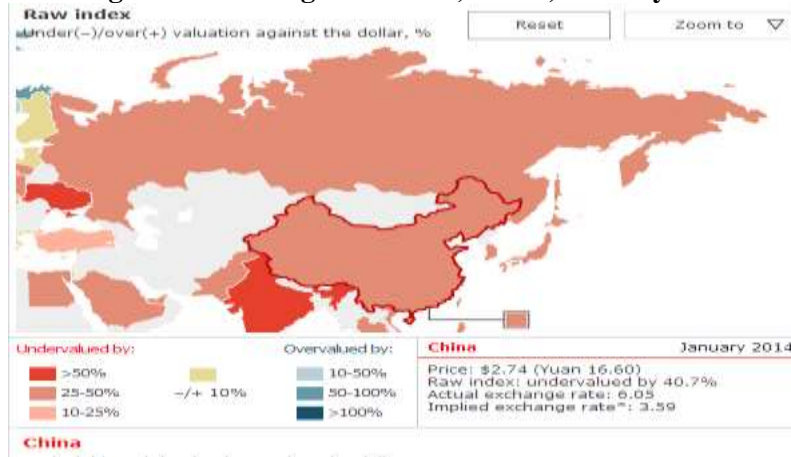 Raw index
Under(−)/over(+) valuation against the dollar, %
Reset
Zoom to
Undervalued by:
Overvalued by:
>50%
25-50%
10-25%
−/+ 10%
10-50%
50-100%
>100%
China
January 2014
Price: $2.74 (Yuan 16.60)
Raw index: undervalued by 40.7%
Actual exchange rate: 6.05
Implied exchange rate*: 3.59
China